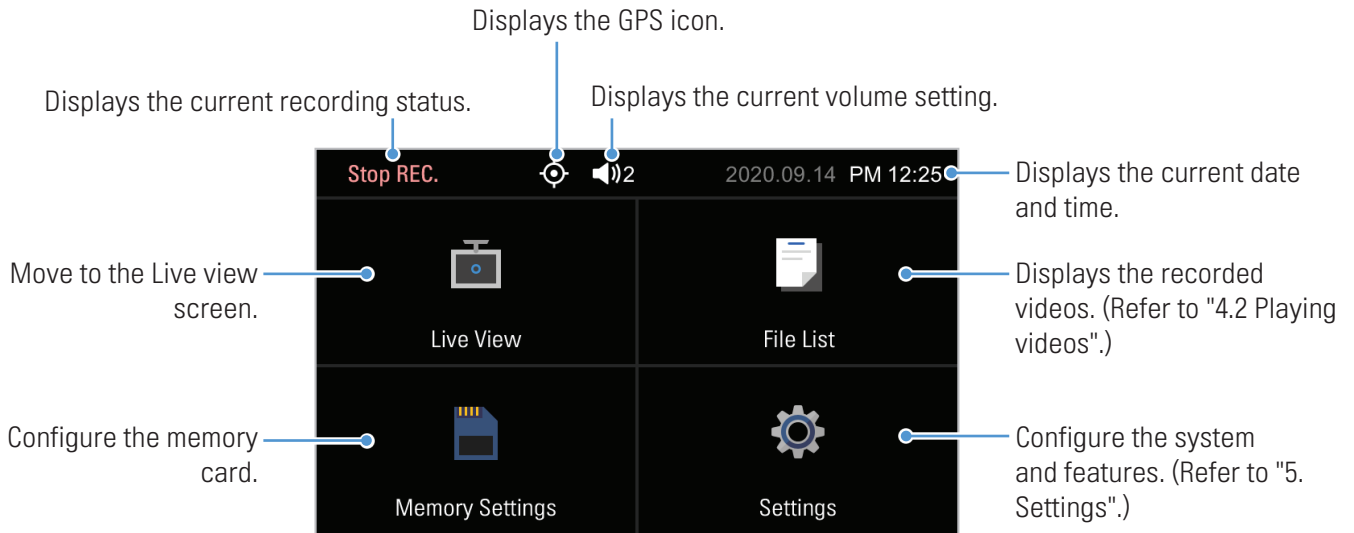 Displays the GPS icon.
Displays the current recording status.
Displays the current volume setting.
Stop REC.
2
2020.09.14 PM 12:25
Displays the current date
and time.
Move to the Live view
screen.
Live View
File List
Displays the recorded
videos. (Refer to "4.2 Playing
videos".)
Configure the memory
card.
Memory Settings
Settings
Configure the system
and features. (Refer to "5.
Settings".)